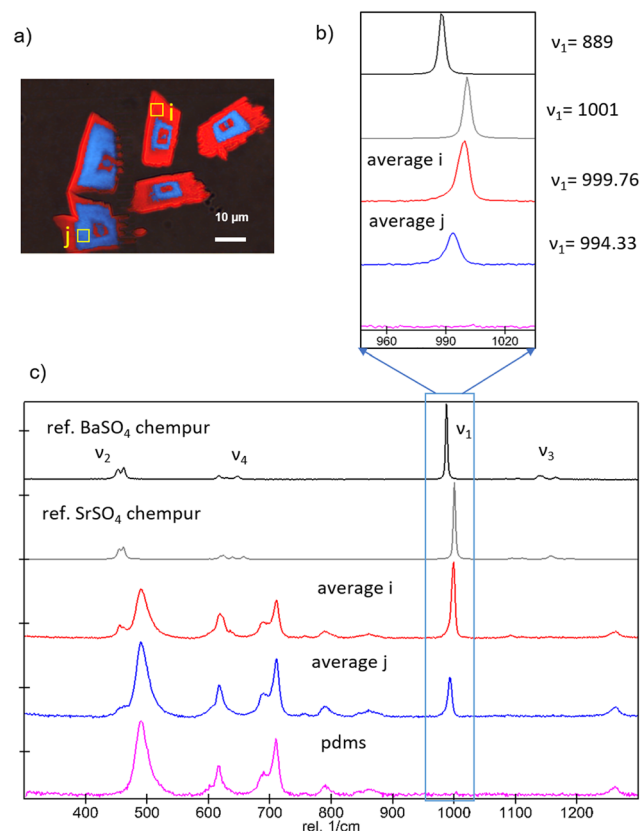 a)
i
j
10 µm
b)
ν₁= 889
ν₁= 1001
average i
ν₁= 999.76
average j
ν₁= 994.33
960 990 1020
c)
ref. BaSO₄ chempur
ν₂ ν₄ ν₁ ν₃
ref. SrSO₄ chempur
average i
average j
pdms
400 500 600 700 800 900 1000 1100 1200
rel. 1/cm